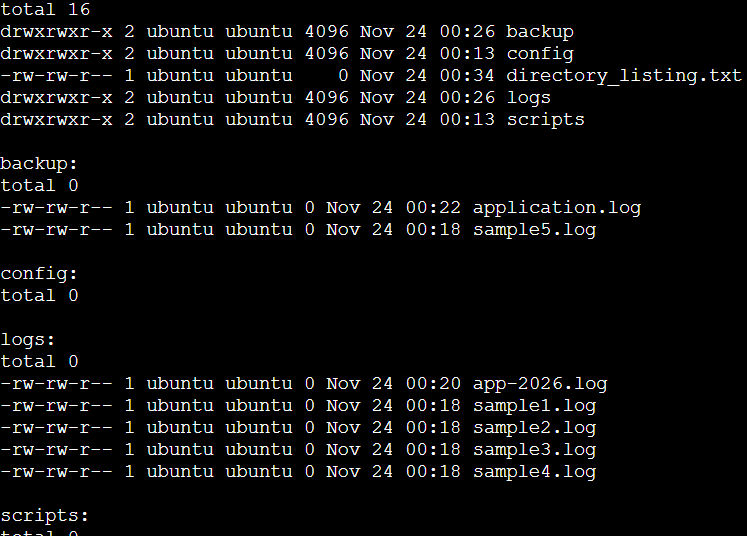 total 16
drwxrwxr-x 2 ubuntu ubuntu 4096 Nov 24 00:26 backup
drwxrwxr-x 2 ubuntu ubuntu 4096 Nov 24 00:13 config
-rw-rw-r-- 1 ubuntu ubuntu    0 Nov 24 00:34 directory_listing.txt
drwxrwxr-x 2 ubuntu ubuntu 4096 Nov 24 00:26 logs
drwxrwxr-x 2 ubuntu ubuntu 4096 Nov 24 00:13 scripts

backup:
total 0
-rw-rw-r-- 1 ubuntu ubuntu 0 Nov 24 00:22 application.log
-rw-rw-r-- 1 ubuntu ubuntu 0 Nov 24 00:18 sample5.log

config:
total 0

logs:
total 0
-rw-rw-r-- 1 ubuntu ubuntu 0 Nov 24 00:20 app-2026.log
-rw-rw-r-- 1 ubuntu ubuntu 0 Nov 24 00:18 sample1.log
-rw-rw-r-- 1 ubuntu ubuntu 0 Nov 24 00:18 sample2.log
-rw-rw-r-- 1 ubuntu ubuntu 0 Nov 24 00:18 sample3.log
-rw-rw-r-- 1 ubuntu ubuntu 0 Nov 24 00:18 sample4.log

scripts:
total 0